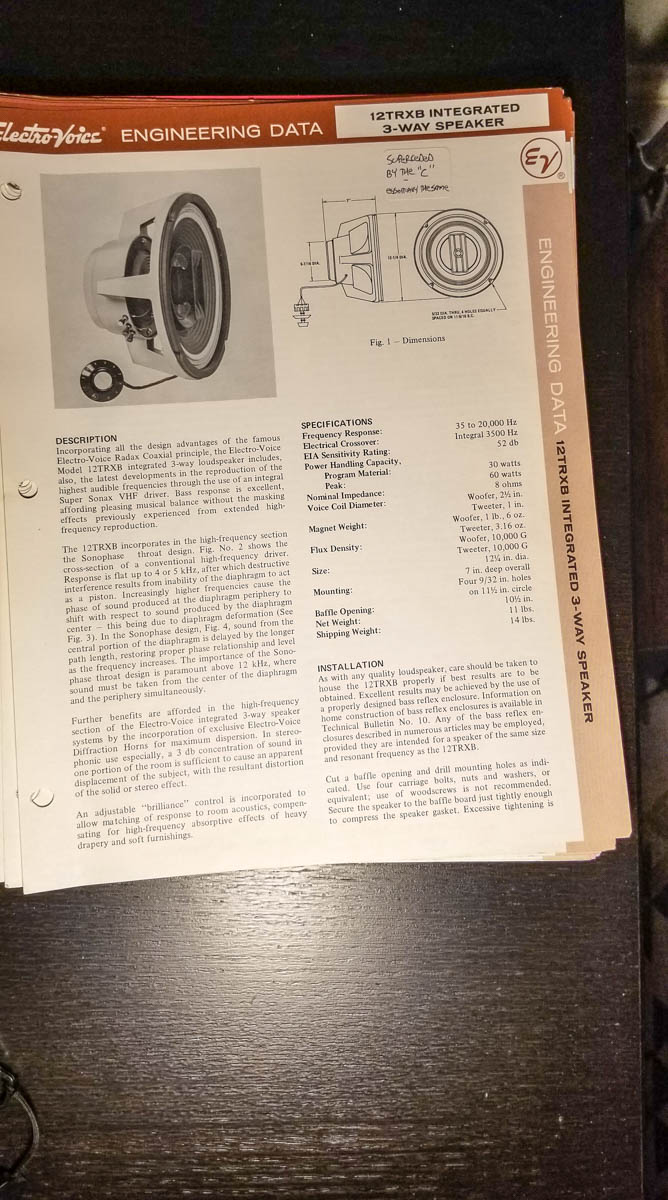 Electro-Voice® ENGINEERING DATA
12TRXB INTEGRATED
3-WAY SPEAKER
SUPERCEDED
BY THE "C"
—
ESSENTIALLY THE SAME
EV®
7"
6-7/16 DIA.
12-1/4 DIA.
9/32 DIA. THRU, 4 HOLES EQUALLY
SPACED ON 11-9/16 B.C.
Fig. 1 – Dimensions
DESCRIPTION
Incorporating all the design advantages of the famous
Electro-Voice Radax Coaxial principle, the Electro-Voice
Model 12TRXB integrated 3-way loudspeaker includes,
also, the latest developments in the reproduction of the
highest audible frequencies through the use of an integral
Super Sonax VHF driver. Bass response is excellent,
affording pleasing musical balance without the masking
effects previously experienced from extended high-
frequency reproduction.
The 12TRXB incorporates in the high-frequency section
the Sonophase throat design. Fig. No. 2 shows the
cross-section of a conventional high-frequency driver.
Response is flat up to 4 or 5 kHz, after which destructive
interference results from inability of the diaphragm to act
as a piston. Increasingly higher frequencies cause the
phase of sound produced at the diaphragm periphery to
shift with respect to sound produced by the diaphragm
center – this being due to diaphragm deformation (See
Fig. 3). In the Sonophase design, Fig. 4, sound from the
central portion of the diaphragm is delayed by the longer
path length, restoring proper phase relationship and level
as the frequency increases. The importance of the Sono-
phase throat design is paramount above 12 kHz, where
sound must be taken from the center of the diaphragm
and the periphery simultaneously.
Further benefits are afforded in the high-frequency
section of the Electro-Voice integrated 3-way speaker
systems by the incorporation of exclusive Electro-Voice
Diffraction Horns for maximum dispersion. In stereo-
phonic use especially, a 3 db concentration of sound in
one portion of the room is sufficient to cause an apparent
displacement of the subject, with the resultant distortion
of the solid or stereo effect.
An adjustable "brilliance" control is incorporated to
allow matching of response to room acoustics, compen-
sating for high-frequency absorptive effects of heavy
drapery and soft furnishings.
SPECIFICATIONS
Frequency Response: 35 to 20,000 Hz
Electrical Crossover: Integral 3500 Hz
EIA Sensitivity Rating: 52 db
Power Handling Capacity,
Program Material: 30 watts
Peak: 60 watts
Nominal Impedance: 8 ohms
Voice Coil Diameter: Woofer, 2½ in.
Tweeter, 1 in.
Magnet Weight: Woofer, 1 lb., 6 oz.
Tweeter, 3.16 oz.
Flux Density: Woofer, 10,000 G
Tweeter, 10,000 G
Size: 12¼ in. dia.
7 in. deep overall
Mounting: Four 9/32 in. holes
on 11½ in. circle
Baffle Opening: 10½ in.
Net Weight: 11 lbs.
Shipping Weight: 14 lbs.
INSTALLATION
As with any quality loudspeaker, care should be taken to
house the 12TRXB properly if best results are to be
obtained. Excellent results may be achieved by the use of
a properly designed bass reflex enclosure. Information on
home construction of bass reflex enclosures is available in
Technical Bulletin No. 10. Any of the bass reflex en-
closures described in numerous articles may be employed,
provided they are intended for a speaker of the same size
and resonant frequency as the 12TRXB.
Cut a baffle opening and drill mounting holes as indi-
cated. Use four carriage bolts, nuts and washers, or
equivalent; use of woodscrews is not recommended.
Secure the speaker to the baffle board just tightly enough
to compress the speaker gasket. Excessive tightening is
ENGINEERING DATA 12TRXB INTEGRATED 3-WAY SPEAKER